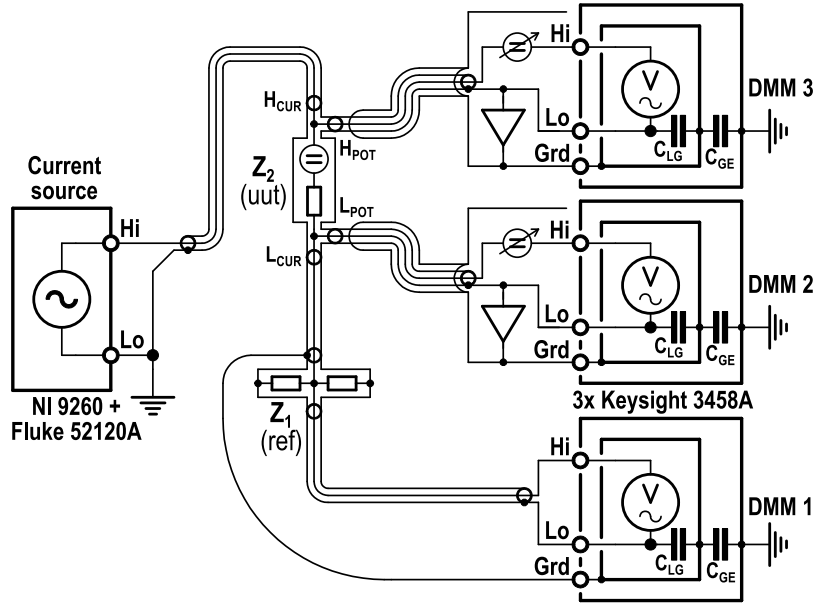 Hi
N
V
DMM 3
H_CUR
Lo
C_LG
C_GE
H_POT
Grd
Z_2
(uut)
Current
source
L_POT
Hi
N
V
DMM 2
Hi
L_CUR
Lo
C_LG
C_GE
Lo
Grd
3x Keysight 3458A
NI 9260 +
Fluke 52120A
Z_1
(ref)
Hi
V
DMM 1
Lo
C_LG
C_GE
Grd